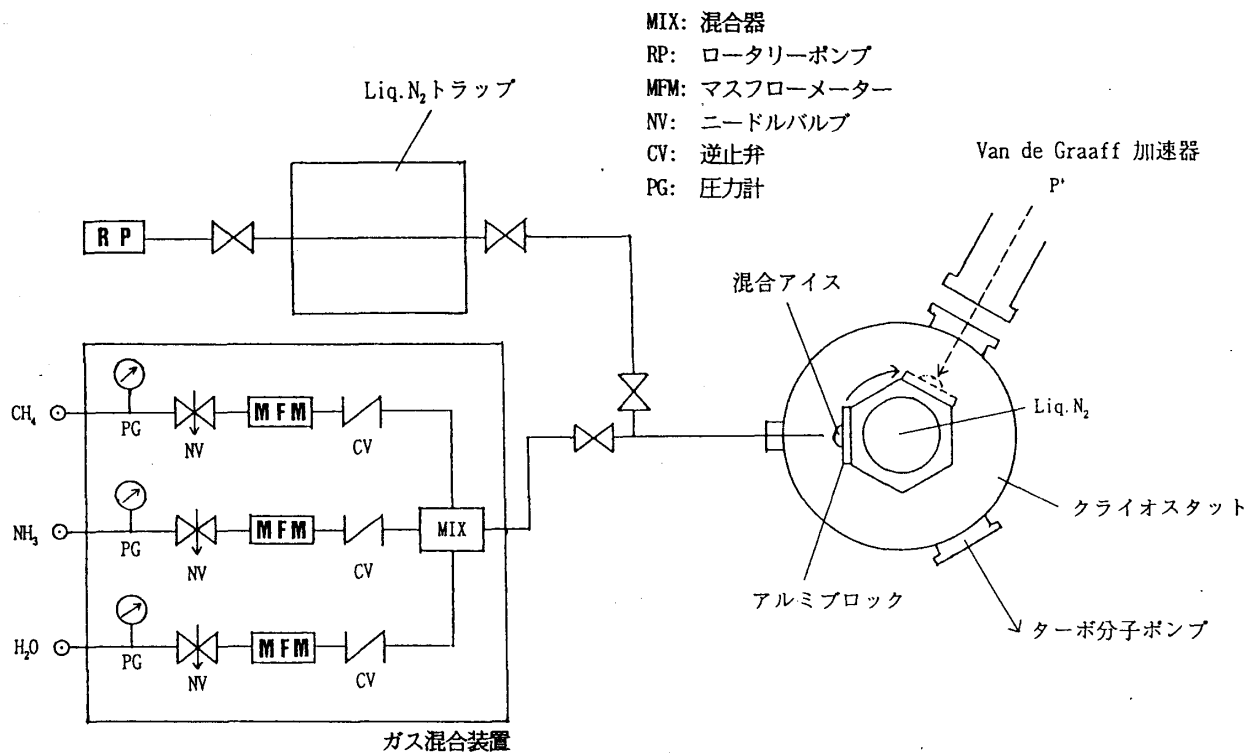 MIX: 混合器
RP: ロータリーポンプ
MFM: マスフローメーター
NV: ニードルバルブ
CV: 逆止弁
PG: 圧力計
Liq.N₂トラップ
Van de Graaff 加速器
P⁺
RP
混合アイス
Liq.N₂
クライオスタット
アルミブロック
ターボ分子ポンプ
CH₄
PG
NV
MFM
CV
NH₃
PG
NV
MFM
CV
MIX
H₂O
PG
NV
MFM
CV
ガス混合装置